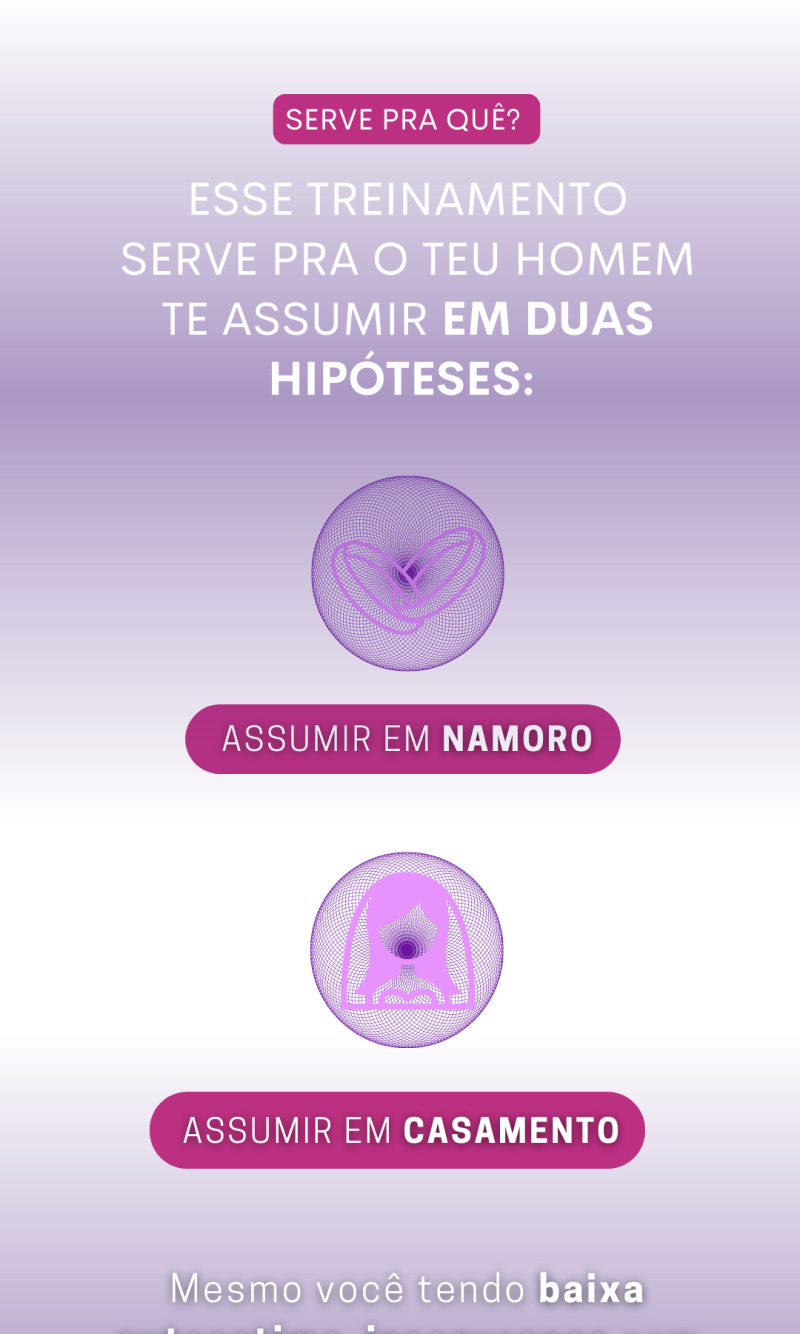 SERVE PRA QUÊ?
ESSE TREINAMENTO
SERVE PRA O TEU HOMEM
TE ASSUMIR EM DUAS
HIPÓTESES:
ASSUMIR EM NAMORO
ASSUMIR EM CASAMENTO
Mesmo você tendo baixa